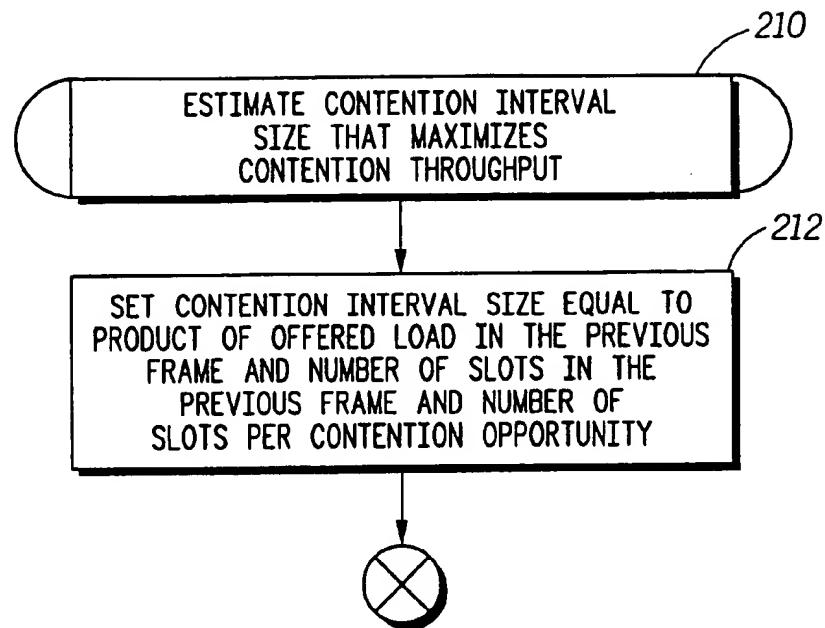 210
ESTIMATE CONTENTION INTERVAL
SIZE THAT MAXIMIZES
CONTENTION THROUGHPUT
212
SET CONTENTION INTERVAL SIZE EQUAL TO
PRODUCT OF OFFERED LOAD IN THE PREVIOUS
FRAME AND NUMBER OF SLOTS IN THE
PREVIOUS FRAME AND NUMBER OF
SLOTS PER CONTENTION OPPORTUNITY